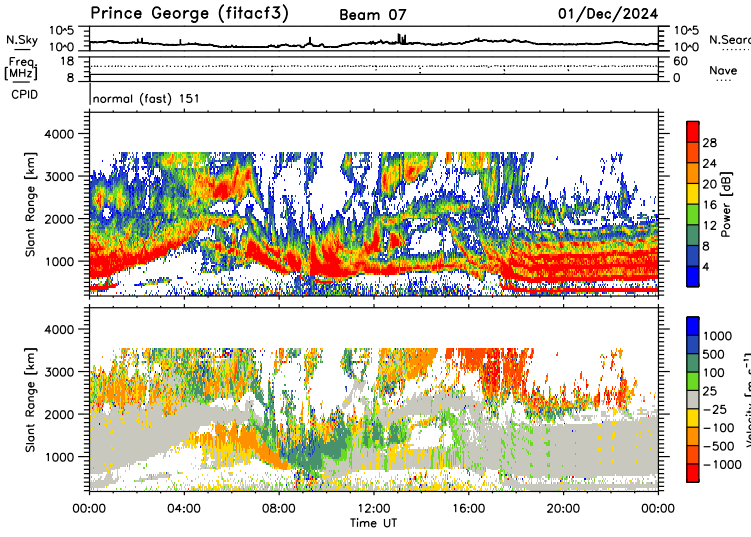 Prince George (fitacf3) Beam 07 01/Dec/2024
N.Sky 10^5 10^0 10^5 10^0 N.Searc
Freq. [MHz] 18 8 60 0 Nave
CPID normal (fast) 151
Slant Range [km] 4000 3000 2000 1000
Power [dB] 28 24 20 16 12 8 4
Slant Range [km] 4000 3000 2000 1000
Velocity [m s^-1] 1000 500 100 25 -25 -100 -500 -1000
00:00 04:00 08:00 12:00 16:00 20:00 00:00
Time UT